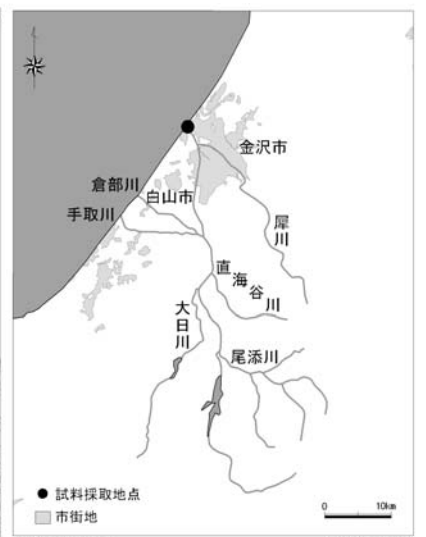 金沢市
倉部川
白山市
手取川
犀川
直海谷川
大日川
尾添川
試料採取地点
市街地
0 10km